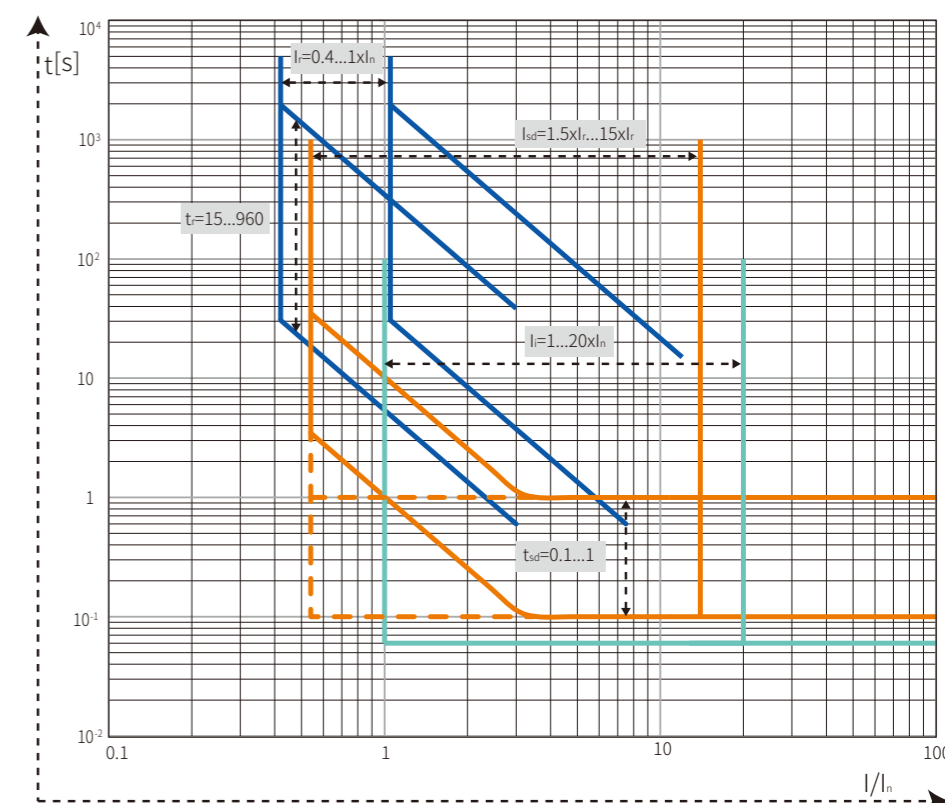 10⁴
t[s]
Iᵣ=0.4...1xIₙ
10³
Isd=1.5xIᵣ...15xIᵣ
tᵣ=15...960
10²
Iᵢ=1...20xIₙ
10
1
tsd=0.1...1
10⁻¹
10⁻²
0.1
1
10
100
I/Iₙ